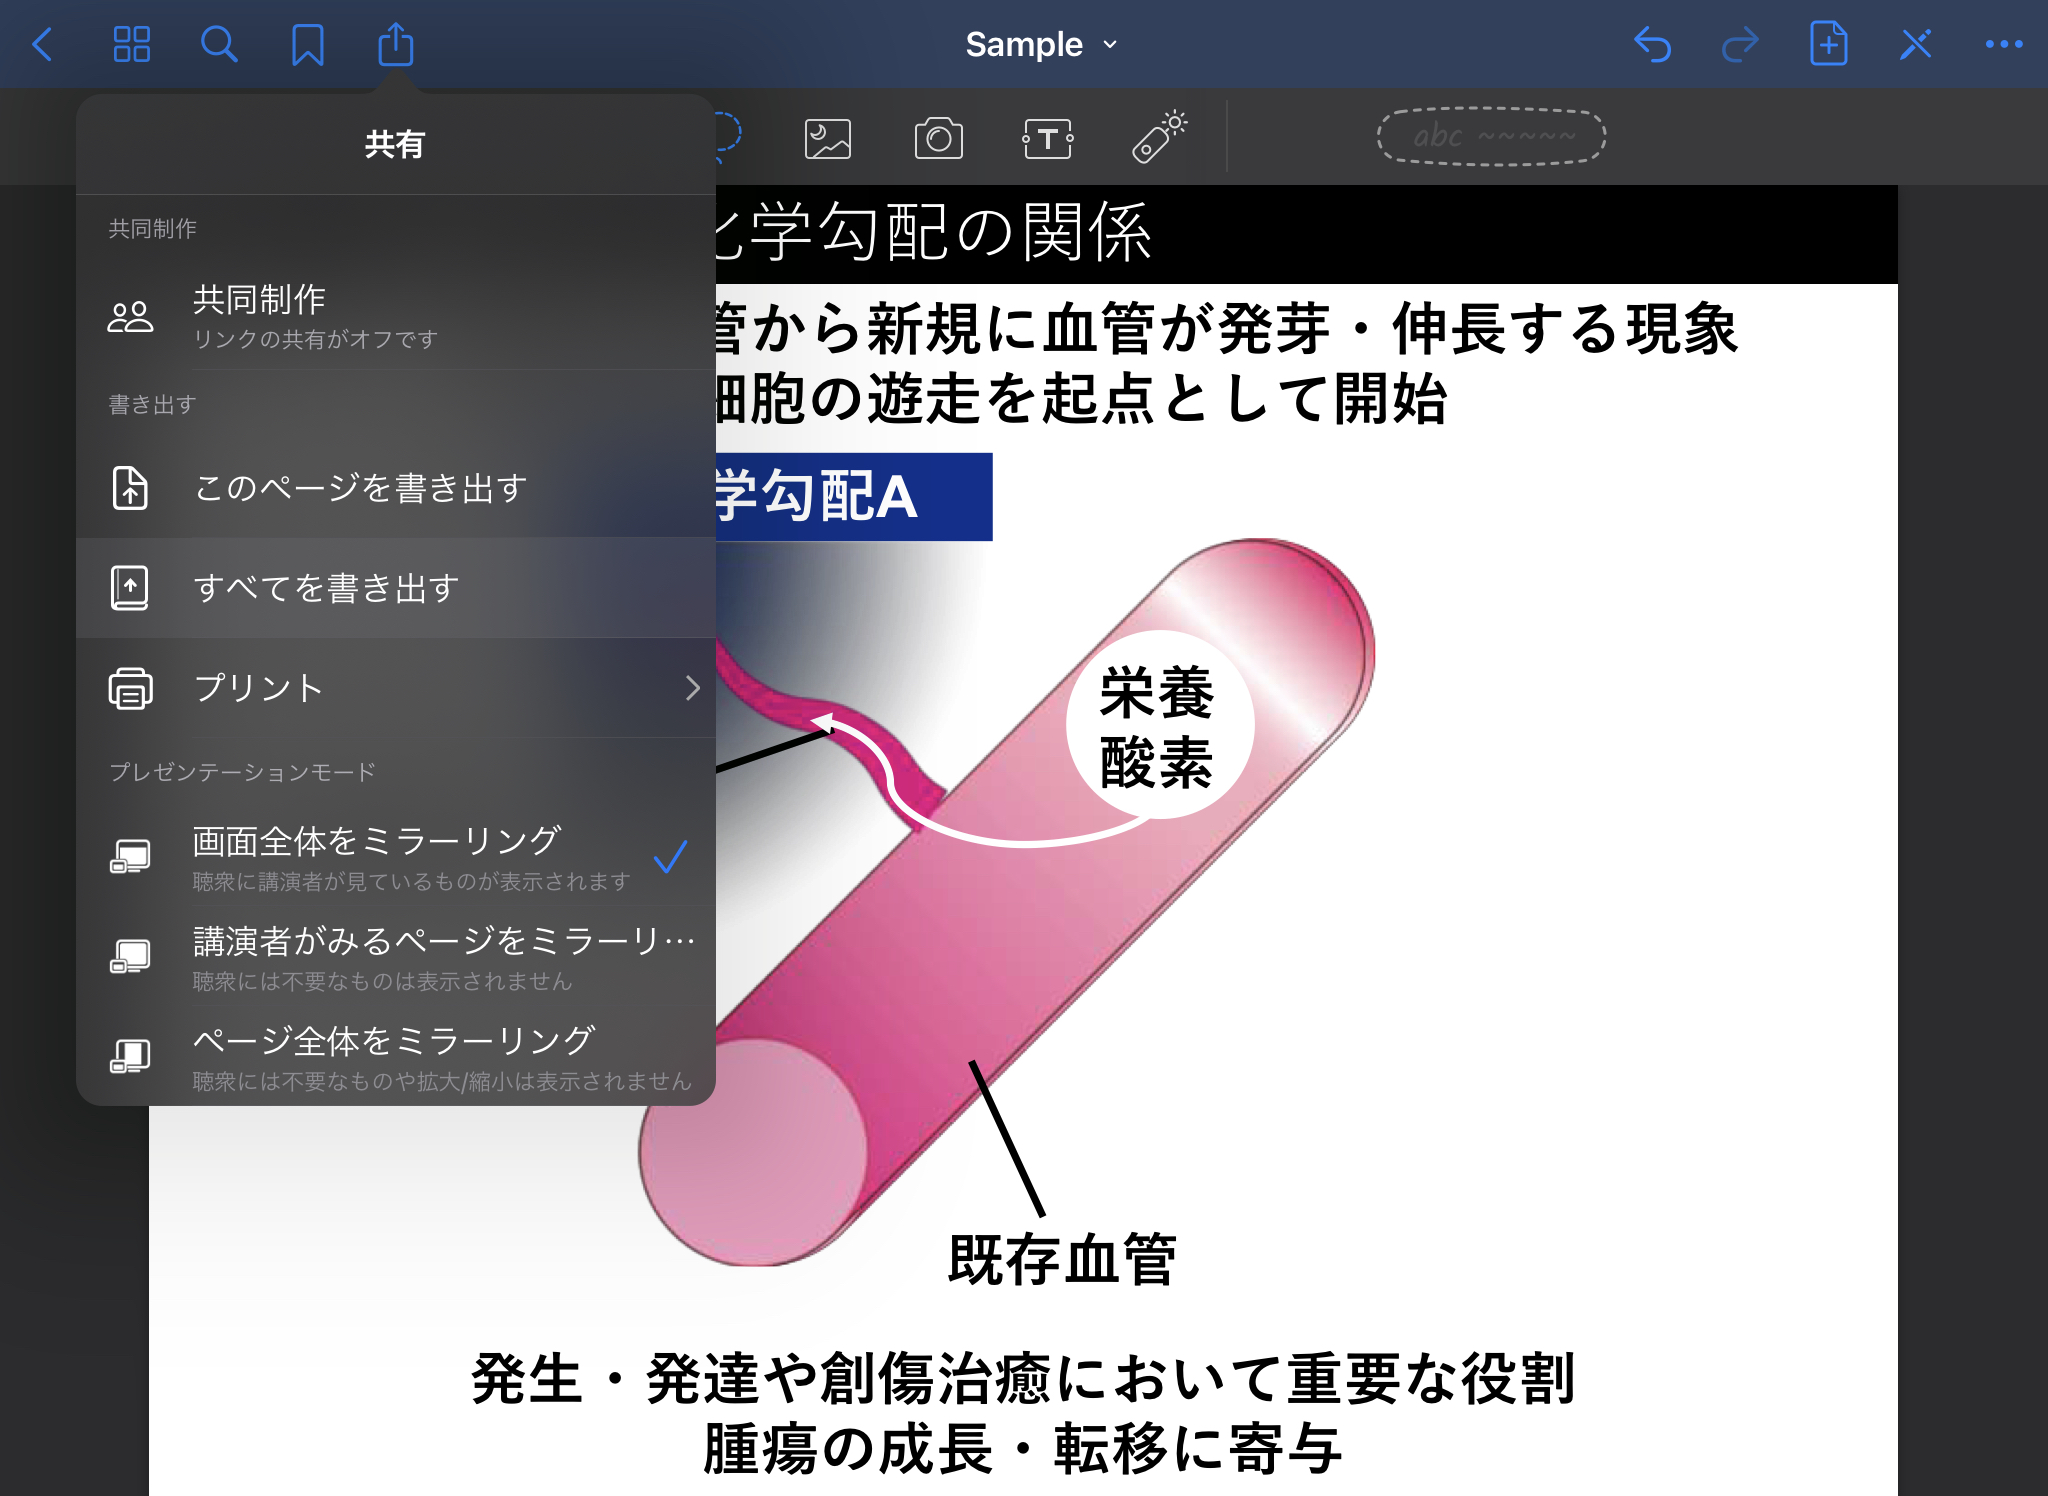 Sample
共有
共同制作
共同制作
リンクの共有がオフです
書き出す
このページを書き出す
すべてを書き出す
プリント
プレゼンテーションモード
画面全体をミラーリング
聴衆に講演者が見ているものが表示されます
講演者がみるページをミラーリ…
聴衆には不要なものは表示されません
ページ全体をミラーリング
聴衆には不要なものや拡大/縮小は表示されません
T
abc ~~~~~
学勾配の関係
管から新規に血管が発芽・伸長する現象
細胞の遊走を起点として開始
学勾配A
栄養
酸素
既存血管
発生・発達や創傷治癒において重要な役割
腫瘍の成長・転移に寄与